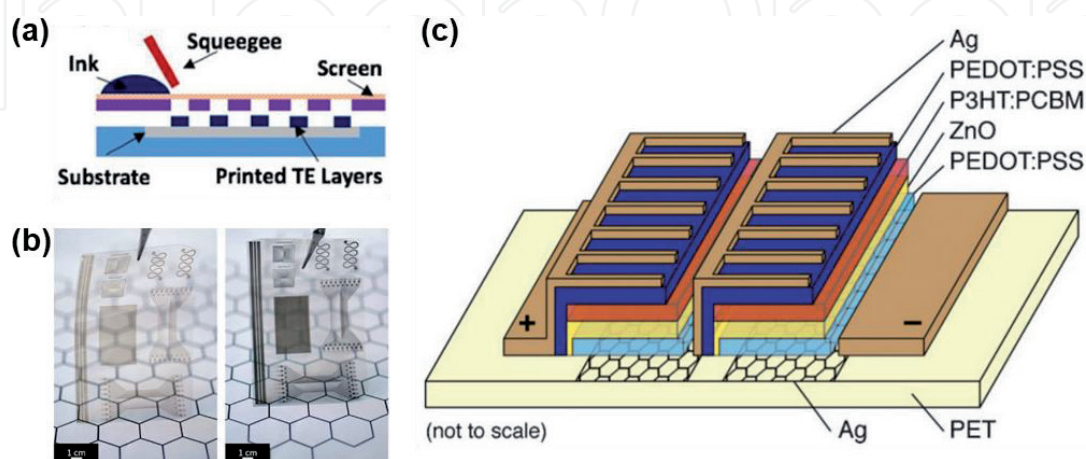 (a)
Squeegee
Ink
Screen
Substrate
Printed TE Layers
(b)
1 cm
1 cm
(c)
Ag
PEDOT:PSS
P3HT:PCBM
ZnO
PEDOT:PSS
+
−
(not to scale)
Ag
PET